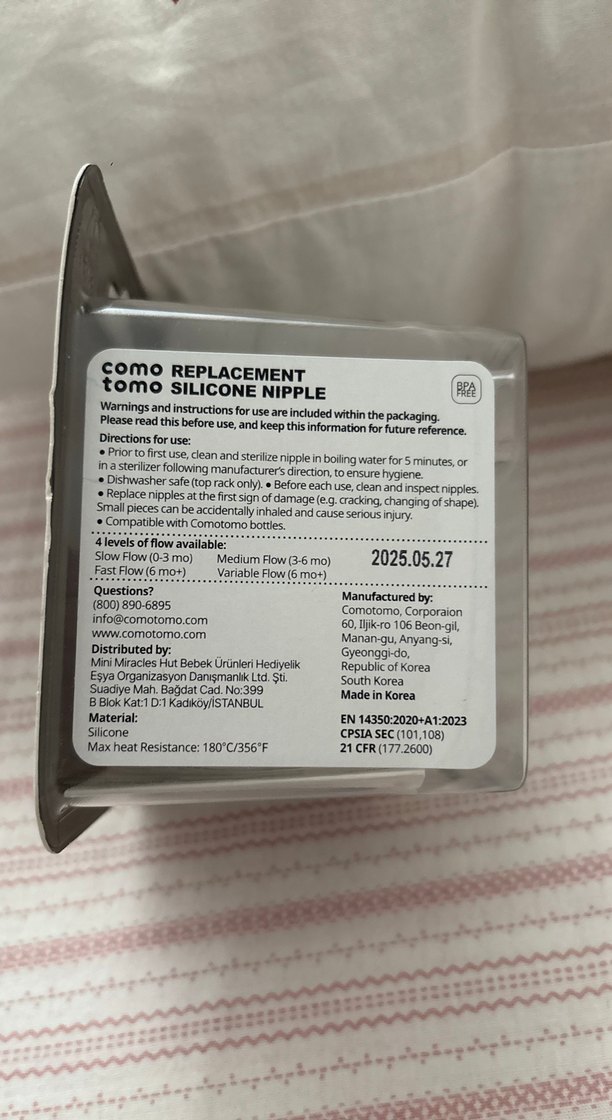 como tomo REPLACEMENT
SILICONE NIPPLE
BPA
FREE
Warnings and instructions for use are included within the packaging.
Please read this before use, and keep this information for future reference.
Directions for use:
• Prior to first use, clean and sterilize nipple in boiling water for 5 minutes, or
in a sterilizer following manufacturer's direction, to ensure hygiene.
• Dishwasher safe (top rack only). • Before each use, clean and inspect nipples.
• Replace nipples at the first sign of damage (e.g. cracking, changing of shape).
Small pieces can be accidentally inhaled and cause serious injury.
• Compatible with Comotomo bottles.
4 levels of flow available:
Slow Flow (0-3 mo) Medium Flow (3-6 mo)
Fast Flow (6 mo+) Variable Flow (6 mo+)
2025.05.27
Questions?
(800) 890-6895
info@comotomo.com
www.comotomo.com
Distributed by:
Mini Miracles Hut Bebek Ürünleri Hediyelik
Eşya Organizasyon Danışmanlık Ltd. Şti.
Suadiye Mah. Bağdat Cad. No:399
B Blok Kat:1 D:1 Kadıköy/İSTANBUL
Material:
Silicone
Max heat Resistance: 180°C/356°F
Manufactured by:
Comotomo, Corporaion
60, Iljik-ro 106 Beon-gil,
Manan-gu, Anyang-si,
Gyeonggi-do,
Republic of Korea
South Korea
Made in Korea
EN 14350:2020+A1:2023
CPSIA SEC (101,108)
21 CFR (177.2600)